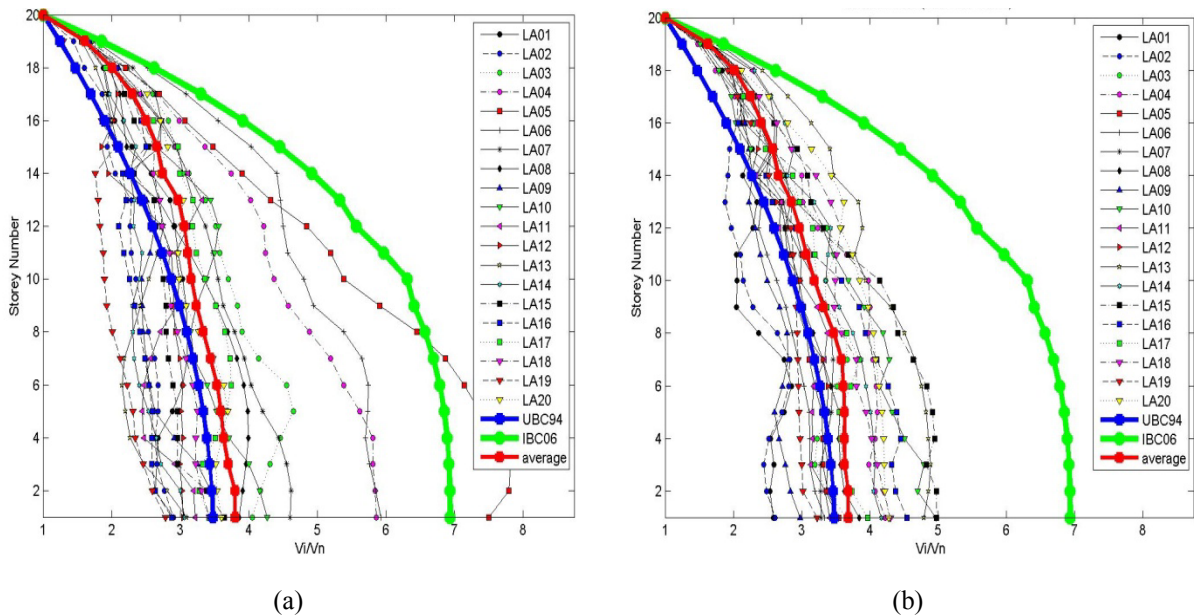 20
18
16
14
12
10
8
6
4
2
Storey Number
1 2 3 4 5 6 7 8
Vi/Vn
LA01
LA02
LA03
LA04
LA05
LA06
LA07
LA08
LA09
LA10
LA11
LA12
LA13
LA14
LA15
LA16
LA17
LA18
LA19
LA20
UBC94
IBC06
average
(a)
20
18
16
14
12
10
8
6
4
2
Storey Number
1 2 3 4 5 6 7 8
Vi/Vn
LA01
LA02
LA03
LA04
LA05
LA06
LA07
LA08
LA09
LA10
LA11
LA12
LA13
LA14
LA15
LA16
LA17
LA18
LA19
LA20
UBC94
IBC06
average
(b)